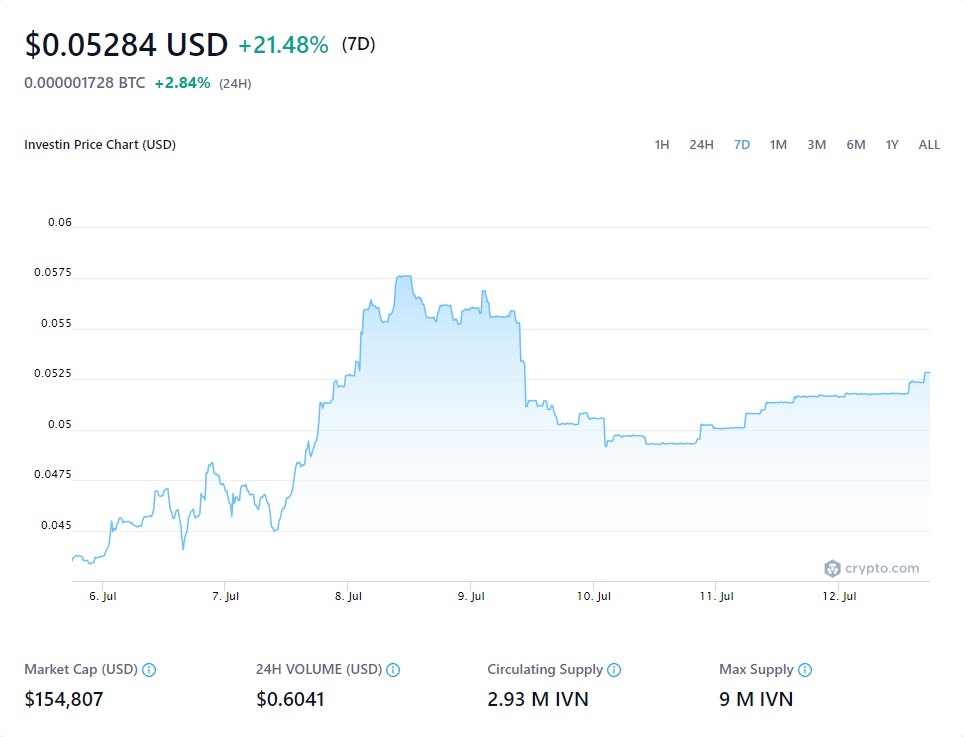 $0.05284 USD +21.48% (7D)
0.000001728 BTC +2.84% (24H)
Investin Price Chart (USD)
1H 24H 7D 1M 3M 6M 1Y ALL
0.06
0.0575
0.055
0.0525
0.05
0.0475
0.045
crypto.com
6. Jul 7. Jul 8. Jul 9. Jul 10. Jul 11. Jul 12. Jul
Market Cap (USD) 24H VOLUME (USD) Circulating Supply Max Supply
$154,807 $0.6041 2.93 M IVN 9 M IVN